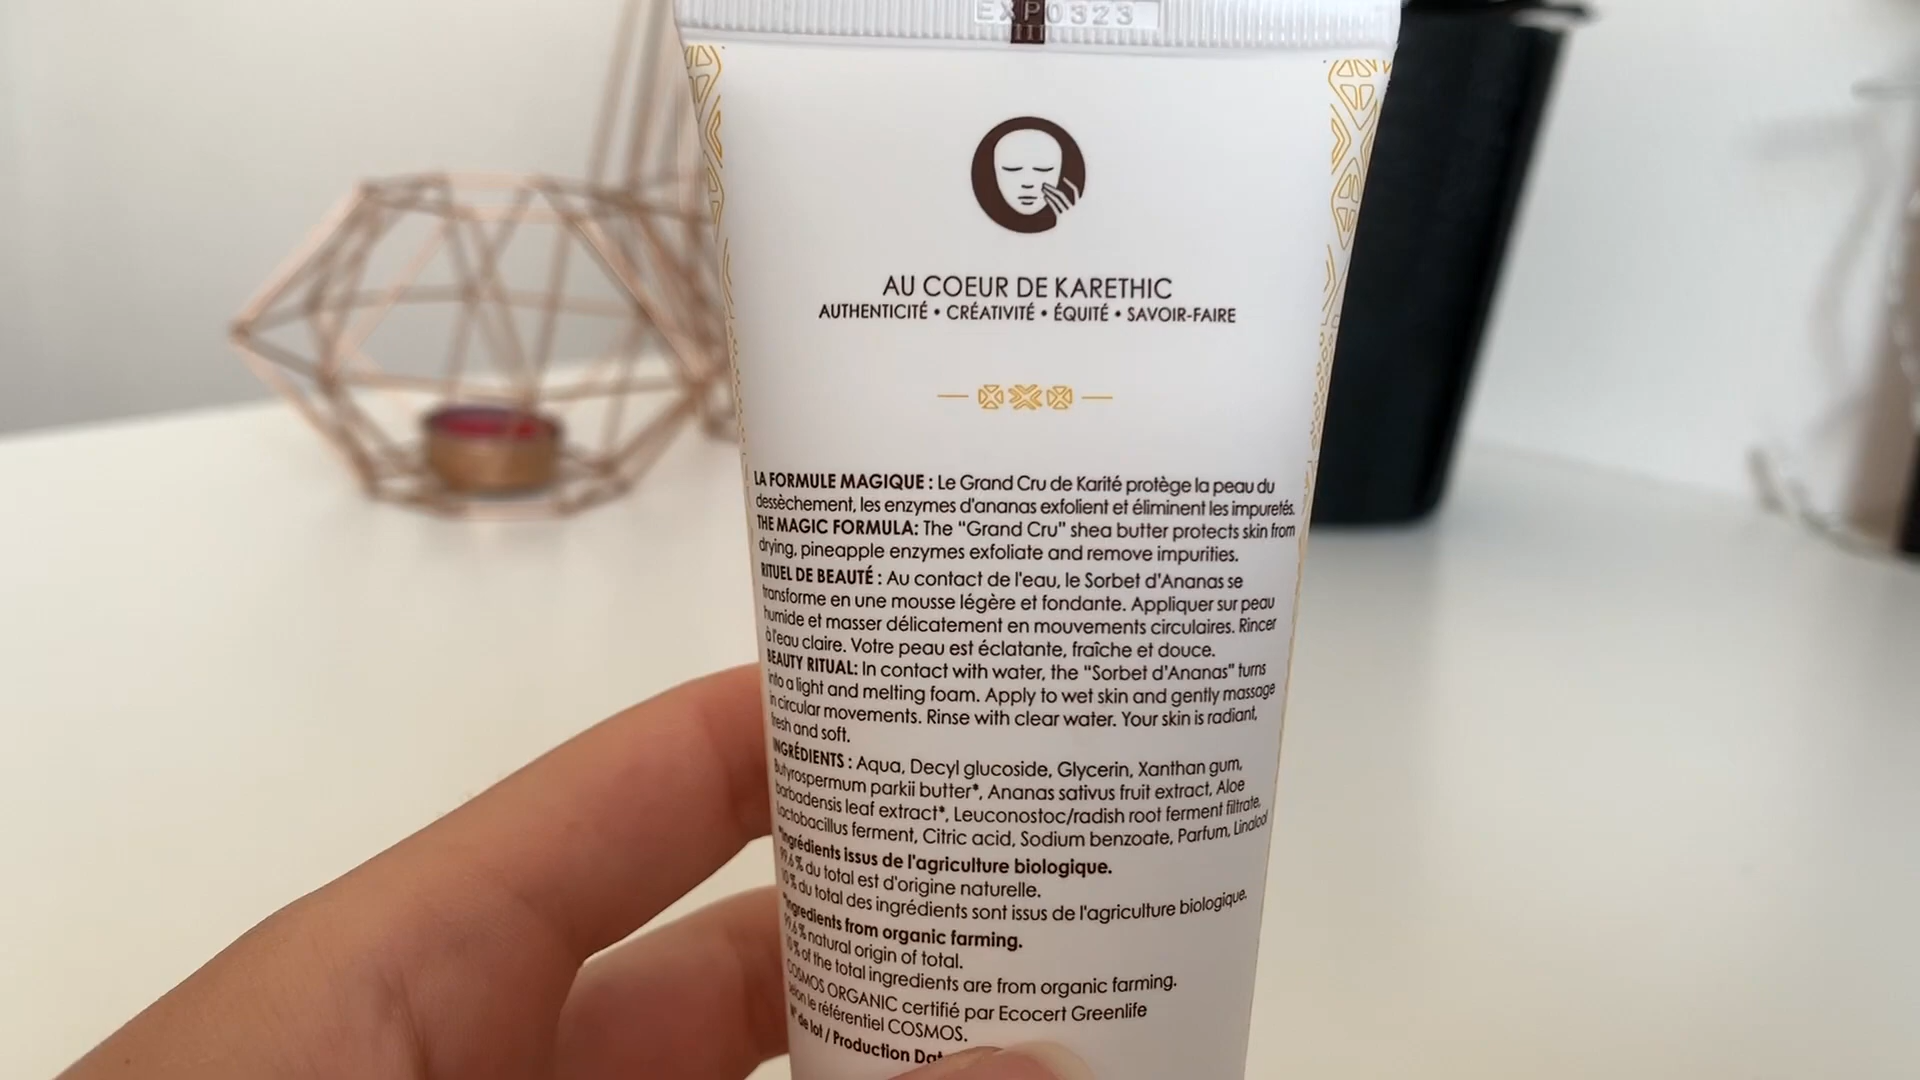 EXP0323
AU COEUR DE KARETHIC
AUTHENTICITÉ • CRÉATIVITÉ • ÉQUITÉ • SAVOIR-FAIRE
LA FORMULE MAGIQUE : Le Grand Cru de Karité protège la peau du
dessèchement, les enzymes d'ananas exfolient et éliminent les impuretés.
THE MAGIC FORMULA: The "Grand Cru" shea butter protects skin from
drying, pineapple enzymes exfoliate and remove impurities.
RITUEL DE BEAUTÉ : Au contact de l'eau, le Sorbet d'Ananas se
transforme en une mousse légère et fondante. Appliquer sur peau
humide et masser délicatement en mouvements circulaires. Rincer
à l'eau claire. Votre peau est éclatante, fraîche et douce.
BEAUTY RITUAL: In contact with water, the "Sorbet d'Ananas" turns
into a light and melting foam. Apply to wet skin and gently massage
in circular movements. Rinse with clear water. Your skin is radiant,
fresh and soft.
INGRÉDIENTS : Aqua, Decyl glucoside, Glycerin, Xanthan gum,
Butyrospermum parkii butter*, Ananas sativus fruit extract, Aloe
barbadensis leaf extract*, Leuconostoc/radish root ferment filtrate,
Lactobacillus ferment, Citric acid, Sodium benzoate, Parfum, Linalool
*Ingrédients issus de l'agriculture biologique.
99,6 % du total est d'origine naturelle.
10 % du total des ingrédients sont issus de l'agriculture biologique.
*Ingredients from organic farming.
99,6 % natural origin of total.
10 % of the total ingredients are from organic farming.
COSMOS ORGANIC certifié par Ecocert Greenlife
selon le référentiel COSMOS.
N° de lot / Production